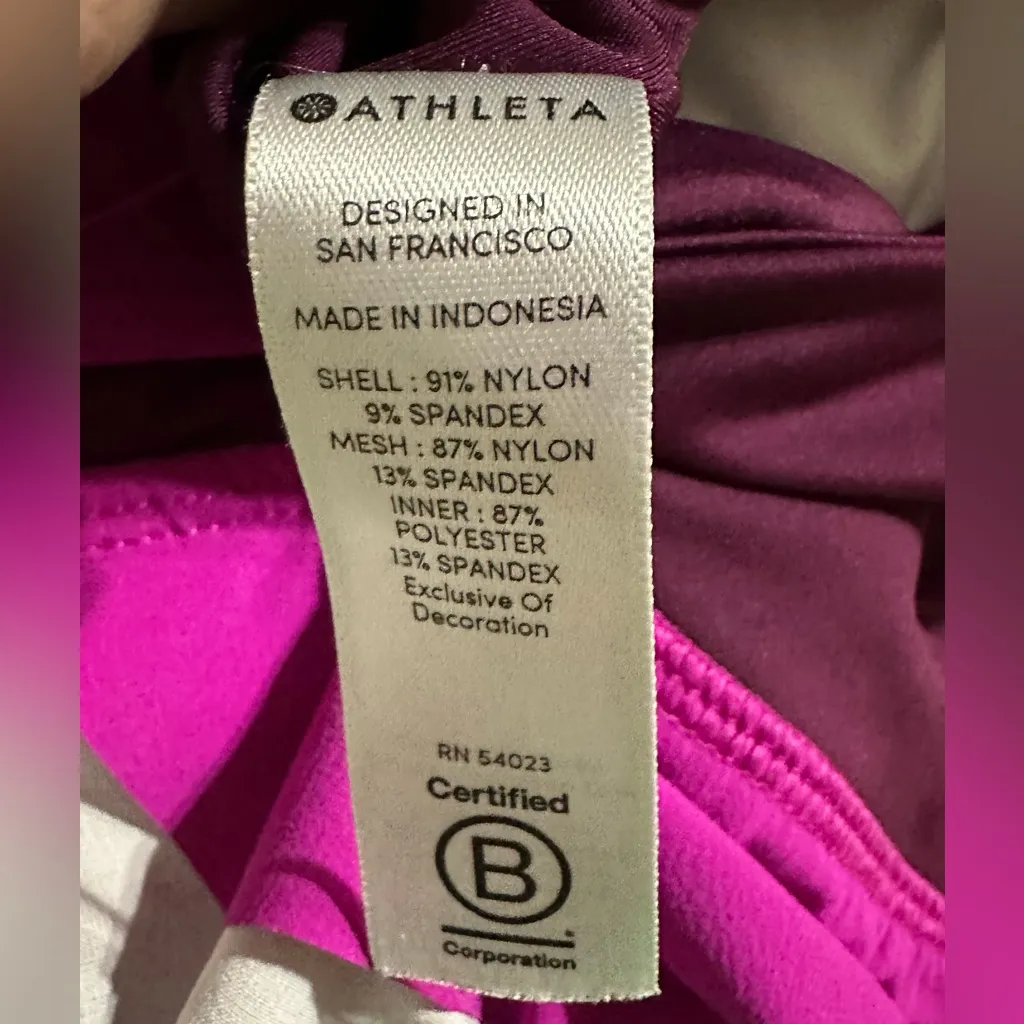 ATHLETA
DESIGNED IN
SAN FRANCISCO
MADE IN INDONESIA
SHELL : 91% NYLON
9% SPANDEX
MESH : 87% NYLON
13% SPANDEX
INNER : 87%
POLYESTER
13% SPANDEX
Exclusive Of
Decoration
RN 54023
Certified
B
Corporation